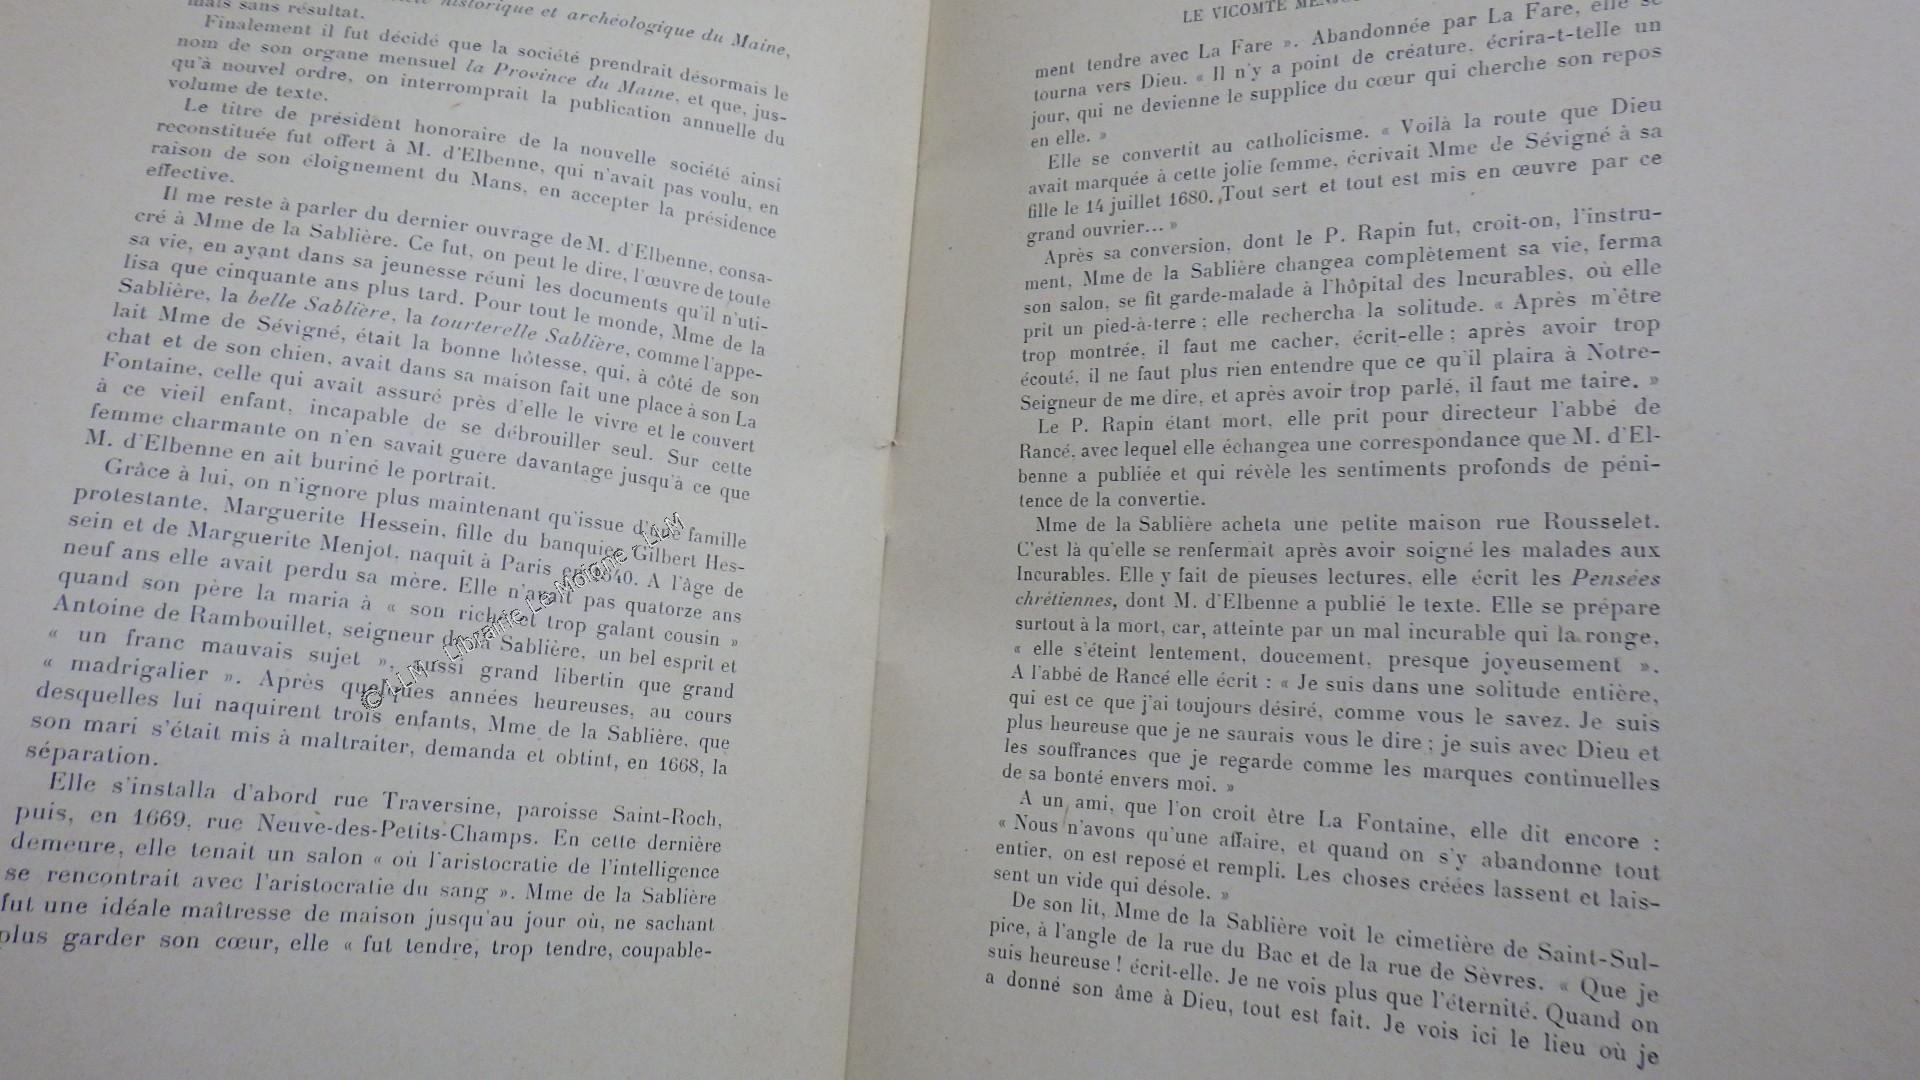 historique et archéologique du Maine,
mais sans résultat.
Finalement il fut décidé que la société prendrait désormais le
nom de son organe mensuel la Province du Maine, et que, jus-
qu'à nouvel ordre, on interromprait la publication annuelle du
volume de texte.
Le titre de président honoraire de la nouvelle société ainsi
reconstituée fut offert à M. d'Elbenne, qui n'avait pas voulu, en
raison de son éloignement du Mans, en accepter la présidence
effective.
Il me reste à parler du dernier ouvrage de M. d'Elbenne, consa-
cré à Mme de la Sablière. Ce fut, on peut le dire, l'œuvre de toute
sa vie, en ayant dans sa jeunesse réuni les documents qu'il n'uti-
lisa que cinquante ans plus tard. Pour tout le monde, Mme de la
Sablière, la belle Sablière, la tourterelle Sablière, comme l'appe-
lait Mme de Sévigné, était la bonne hôtesse, qui, à côté de son
chat et de son chien, avait dans sa maison fait une place à son La
Fontaine, celle qui avait assuré près d'elle le vivre et le couvert
à ce vieil enfant, incapable de se débrouiller seul. Sur cette
femme charmante on n'en savait guère davantage jusqu'à ce que
M. d'Elbenne en ait buriné le portrait.
Grâce à lui, on n'ignore plus maintenant qu'issue d'une famille
protestante, Marguerite Hessein, fille du banquier Gilbert Hes-
sein et de Marguerite Menjot, naquit à Paris en 1640. A l'âge de
neuf ans elle avait perdu sa mère. Elle n'avait pas quatorze ans
quand son père la maria à « son riche et trop galant cousin »
Antoine de Rambouillet, seigneur de la Sablière, un bel esprit et
« un franc mauvais sujet », aussi grand libertin que grand
« madrigalier ». Après quelques années heureuses, au cours
desquelles lui naquirent trois enfants, Mme de la Sablière, que
son mari s'était mis à maltraiter, demanda et obtint, en 1668, la
séparation.
Elle s'installa d'abord rue Traversine, paroisse Saint-Roch,
puis, en 1669, rue Neuve-des-Petits-Champs. En cette dernière
demeure, elle tenait un salon « où l'aristocratie de l'intelligence
se rencontrait avec l'aristocratie du sang ». Mme de la Sablière
fut une idéale maîtresse de maison jusqu'au jour où, ne sachant
plus garder son cœur, elle « fut tendre, trop tendre, coupable-
© LLM - Librairie Le Moigne - LLM
LE VICOMTE
ment tendre avec La Fare ». Abandonnée par La Fare, elle se
tourna vers Dieu. « Il n'y a point de créature, écrira-t-telle un
jour, qui ne devienne le supplice du cœur qui cherche son repos
en elle. »
Elle se convertit au catholicisme. « Voilà la route que Dieu
avait marquée à cette jolie femme, écrivait Mme de Sévigné à sa
fille le 14 juillet 1680. Tout sert et tout est mis en œuvre par ce
grand ouvrier... »
Après sa conversion, dont le P. Rapin fut, croit-on, l'instru-
ment, Mme de la Sablière changea complètement sa vie, ferma
son salon, se fit garde-malade à l'hôpital des Incurables, où elle
prit un pied-à-terre ; elle rechercha la solitude. « Après m'être
trop montrée, il faut me cacher, écrit-elle ; après avoir trop
écouté, il ne faut plus rien entendre que ce qu'il plaira à Notre-
Seigneur de me dire, et après avoir trop parlé, il faut me taire. »
Le P. Rapin étant mort, elle prit pour directeur l'abbé de
Rancé, avec lequel elle échangea une correspondance que M. d'El-
benne a publiée et qui révèle les sentiments profonds de péni-
tence de la convertie.
Mme de la Sablière acheta une petite maison rue Rousselet.
C'est là qu'elle se renfermait après avoir soigné les malades aux
Incurables. Elle y fait de pieuses lectures, elle écrit les Pensées
chrétiennes, dont M. d'Elbenne a publié le texte. Elle se prépare
surtout à la mort, car, atteinte par un mal incurable qui la ronge,
« elle s'éteint lentement, doucement, presque joyeusement ».
A l'abbé de Rancé elle écrit : « Je suis dans une solitude entière,
qui est ce que j'ai toujours désiré, comme vous le savez. Je suis
plus heureuse que je ne saurais vous le dire ; je suis avec Dieu et
les souffrances que je regarde comme les marques continuelles
de sa bonté envers moi. »
A un ami, que l'on croit être La Fontaine, elle dit encore :
« Nous n'avons qu'une affaire, et quand on s'y abandonne tout
entier, on est reposé et rempli. Les choses créées lassent et lais-
sent un vide qui désole. »
De son lit, Mme de la Sablière voit le cimetière de Saint-Sul-
pice, à l'angle de la rue du Bac et de la rue de Sèvres. « Que je
suis heureuse ! écrit-elle. Je ne vois plus que l'éternité. Quand on
a donné son âme à Dieu, tout est fait. Je vois ici le lieu où je